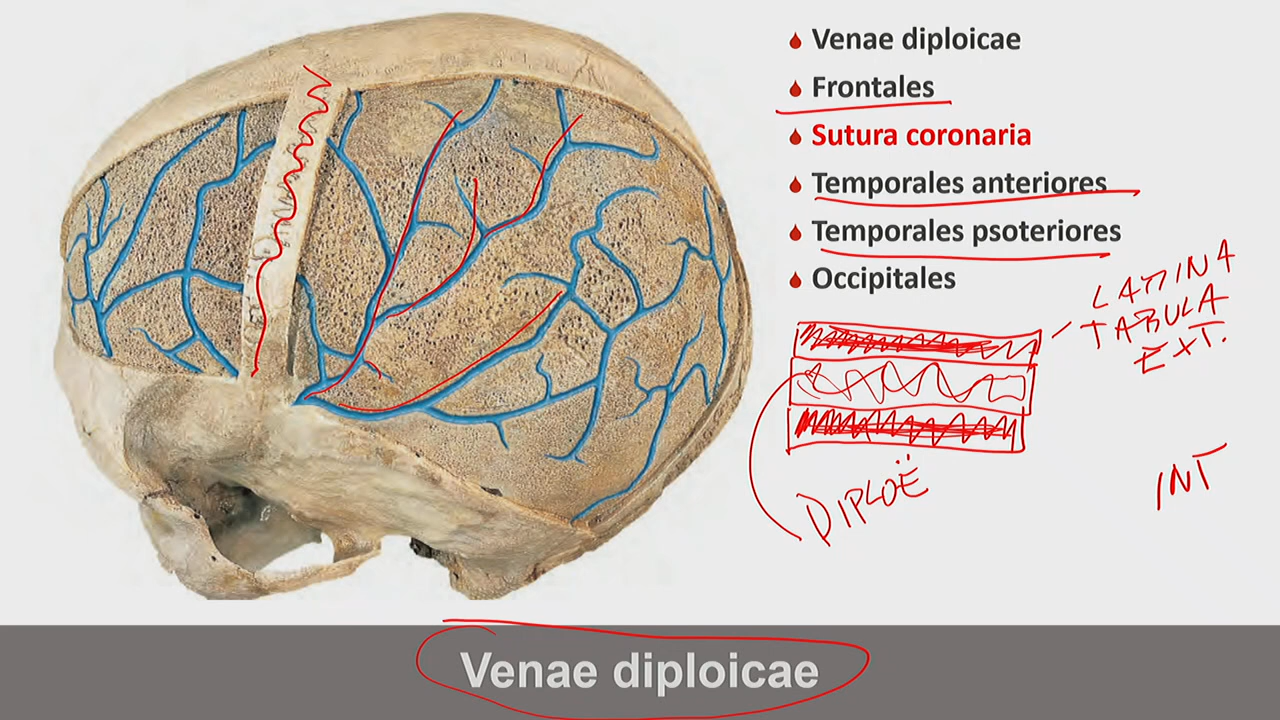 Venae diploicae
Frontales
Sutura coronaria
Temporales anteriores
Temporales psoteriores
Occipitales
LAMINA
TABULA
EXT.
DIPLOË
INT
Venae diploicae